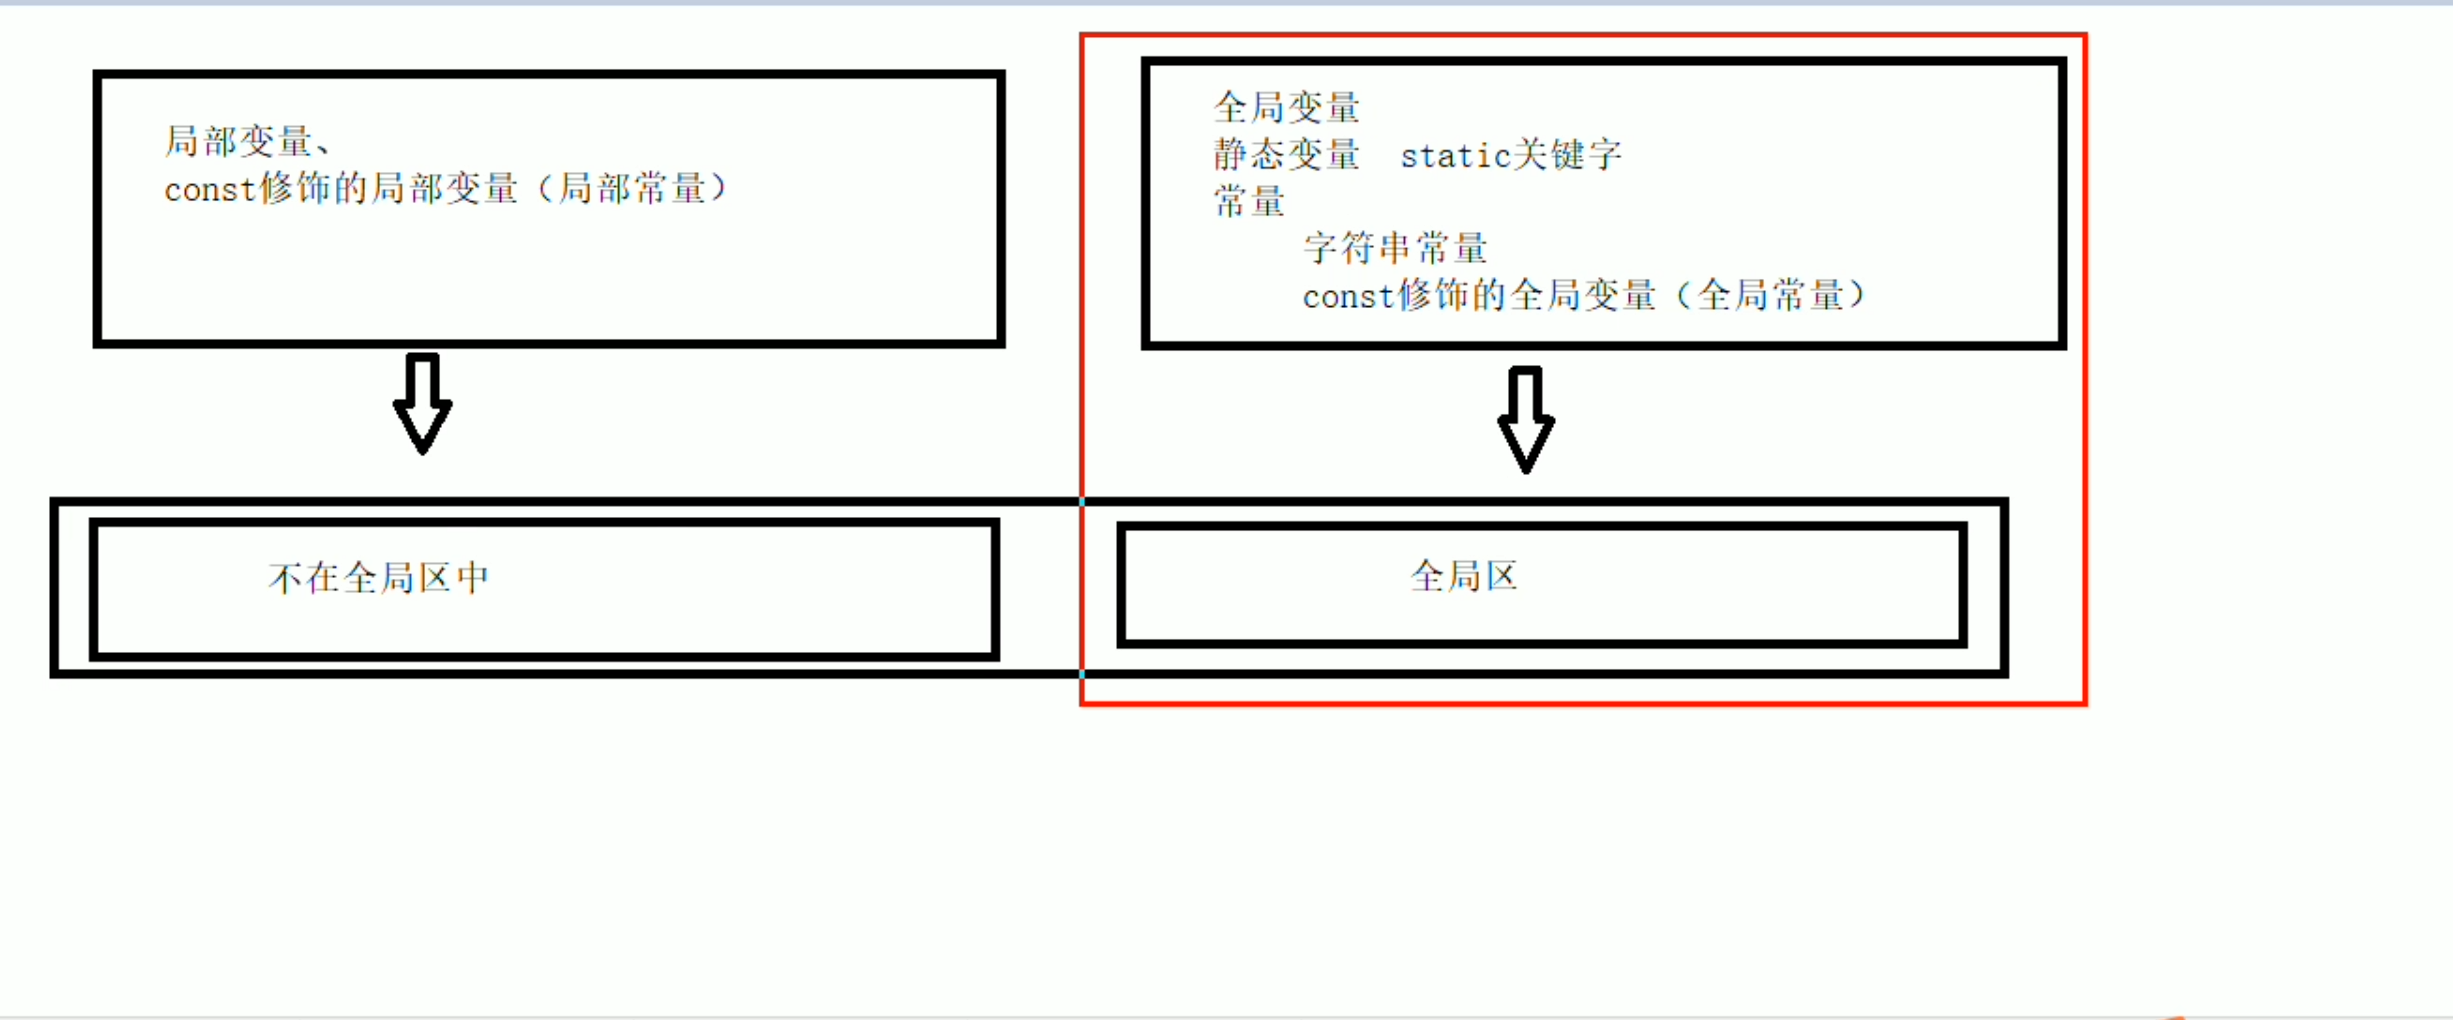 局部变量、
const修饰的局部变量（局部常量）
不在全局区中
全局变量
静态变量 static关键字
常量
字符串常量
const修饰的全局变量（全局常量）
全局区